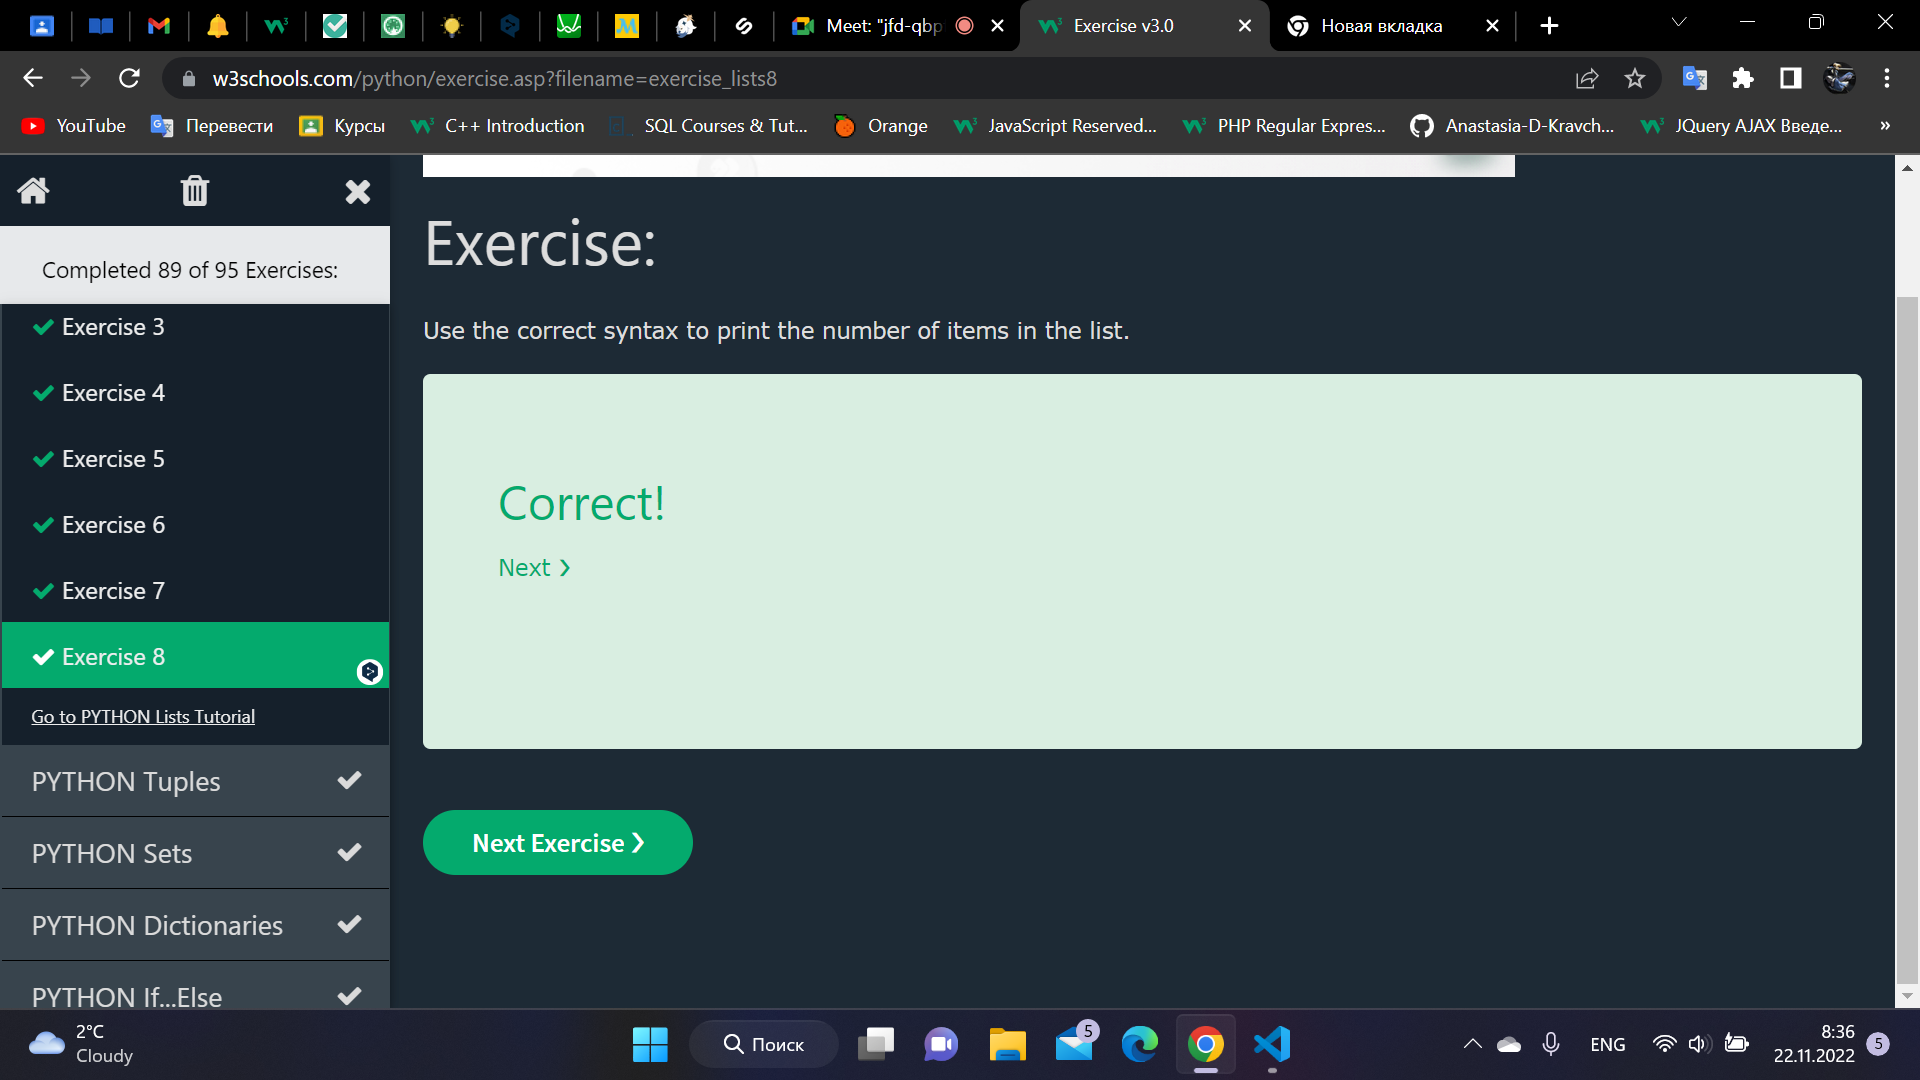 Meet: "jfd-qbp
Exercise v3.0
Новая вкладка
w3schools.com/python/exercise.asp?filename=exercise_lists8
YouTube
Перевести
Курсы
C++ Introduction
SQL Courses & Tut...
Orange
JavaScript Reserved...
PHP Regular Expres...
Anastasia-D-Kravch...
JQuery AJAX Введе...
»
Completed 89 of 95 Exercises:
Exercise 3
Exercise 4
Exercise 5
Exercise 6
Exercise 7
Exercise 8
Go to PYTHON Lists Tutorial
PYTHON Tuples
PYTHON Sets
PYTHON Dictionaries
PYTHON If...Else
Exercise:
Use the correct syntax to print the number of items in the list.
Correct!
Next ❯
Next Exercise ❯
2°C
Cloudy
Поиск
5
ENG
8:36
22.11.2022
5